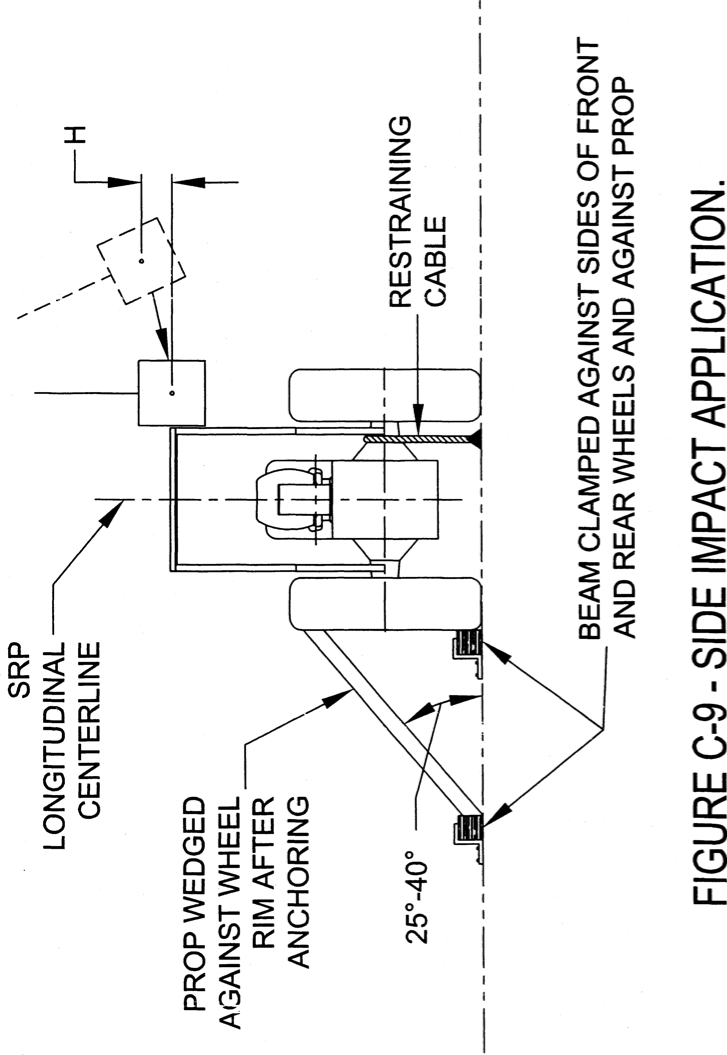 SRP
LONGITUDINAL
CENTERLINE
H
PROP WEDGED
AGAINST WHEEL
RIM AFTER
ANCHORING
RESTRAINING
CABLE
25°-40°
BEAM CLAMPED AGAINST SIDES OF FRONT
AND REAR WHEELS AND AGAINST PROP
FIGURE C-9 - SIDE IMPACT APPLICATION.